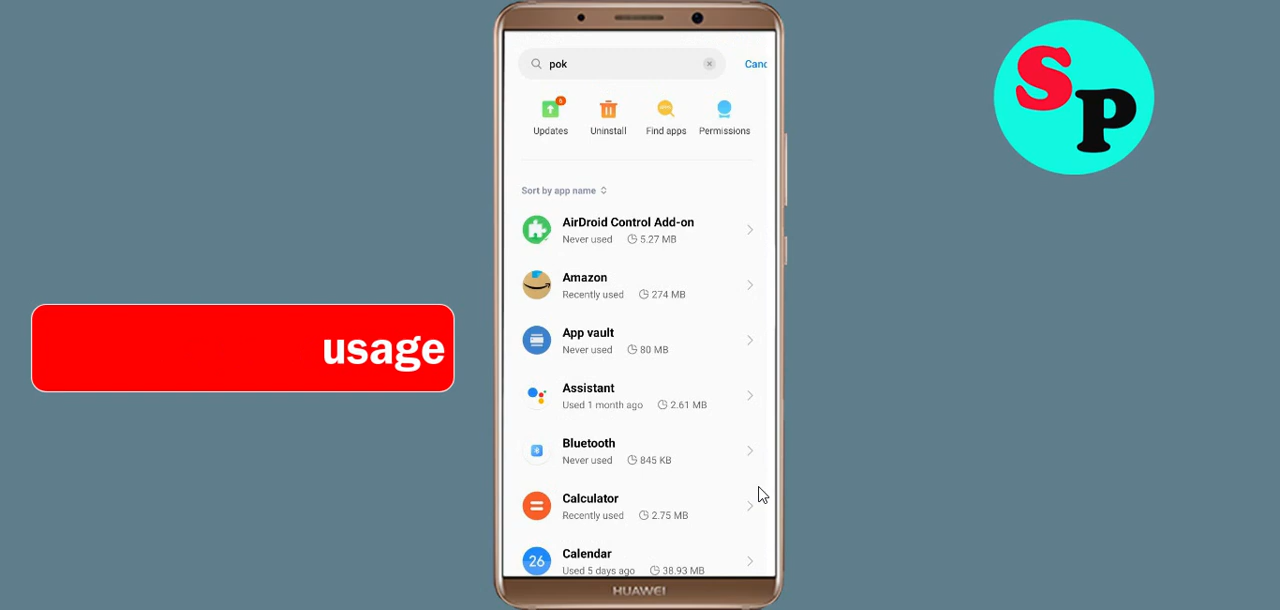 SP
pok
Canc
Updates
Uninstall
Find apps
Permissions
Sort by app name
AirDroid Control Add-on
Never used 5.27 MB
Amazon
Recently used 274 MB
App vault
Never used 80 MB
Assistant
Used 1 month ago 2.61 MB
usage
Bluetooth
Never used 845 KB
Calculator
Recently used 2.75 MB
26
Calendar
Used 5 days ago 38.93 MB
HUAWEI